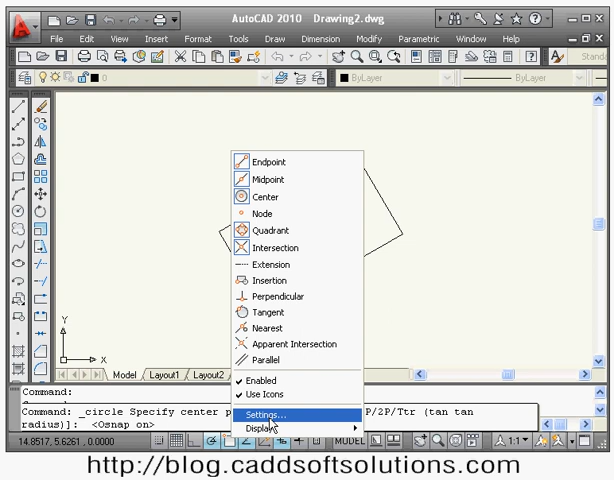 AutoCAD 2010 Drawing2.dwg
File Edit View Insert Format Tools Draw Dimension Modify Parametric Window Help
Standa
0 ByLayer ByLayer
Endpoint
Midpoint
Center
Node
Quadrant
Intersection
Extension
Insertion
Perpendicular
Tangent
Nearest
Apparent Intersection
Parallel
Enabled
Use Icons
Settings...
Display
Y
X
Model Layout1 Layout2
Command:
Command: _circle Specify center p P/2P/Ttr (tan tan
radius)]: <Osnap on>
14.8517, 5.6261 , 0.0000 MODEL 1:1
http://blog.caddsoftsolutions.com